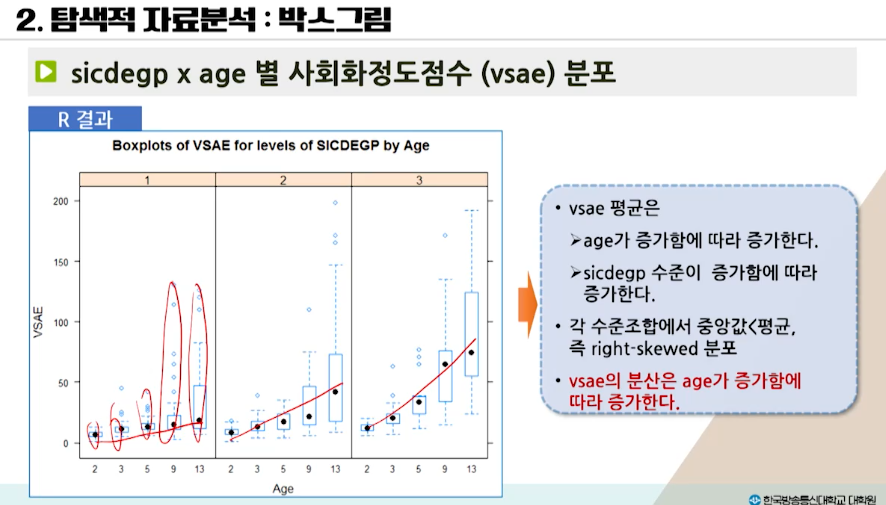 2. 탐색적 자료분석 : 박스그림
sicdegp x age 별 사회화정도점수 (vsae) 분포
R 결과
Boxplots of VSAE for levels of SICDEGP by Age
1 2 3
200
150
100
50
0
VSAE
2 3 5 9 13 2 3 5 9 13 2 3 5 9 13
Age
• vsae 평균은
➢age가 증가함에 따라 증가한다.
➢sicdegp 수준이 증가함에 따라
증가한다.
• 각 수준조합에서 중앙값<평균,
즉 right-skewed 분포
• vsae의 분산은 age가 증가함에
따라 증가한다.
한국방송통신대학교 대학원